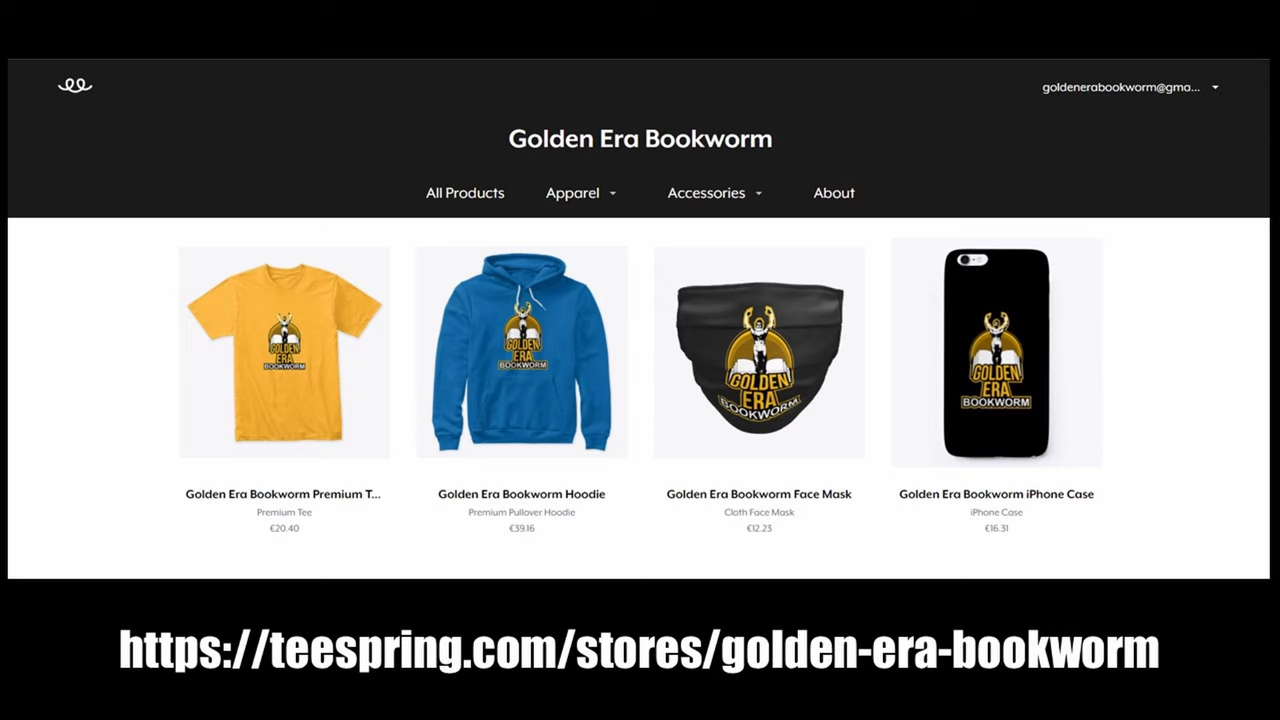 goldenerabookworm@gma...
Golden Era Bookworm
All Products Apparel Accessories About
GOLDEN
ERA
BOOKWORM
GOLDEN
ERA
BOOKWORM
GOLDEN
ERA
BOOKWORM
GOLDEN
ERA
BOOKWORM
Golden Era Bookworm Premium T...
Premium Tee
€20.40
Golden Era Bookworm Hoodie
Premium Pullover Hoodie
€39.16
Golden Era Bookworm Face Mask
Cloth Face Mask
€12.23
Golden Era Bookworm iPhone Case
iPhone Case
€16.31
https://teespring.com/stores/golden-era-bookworm